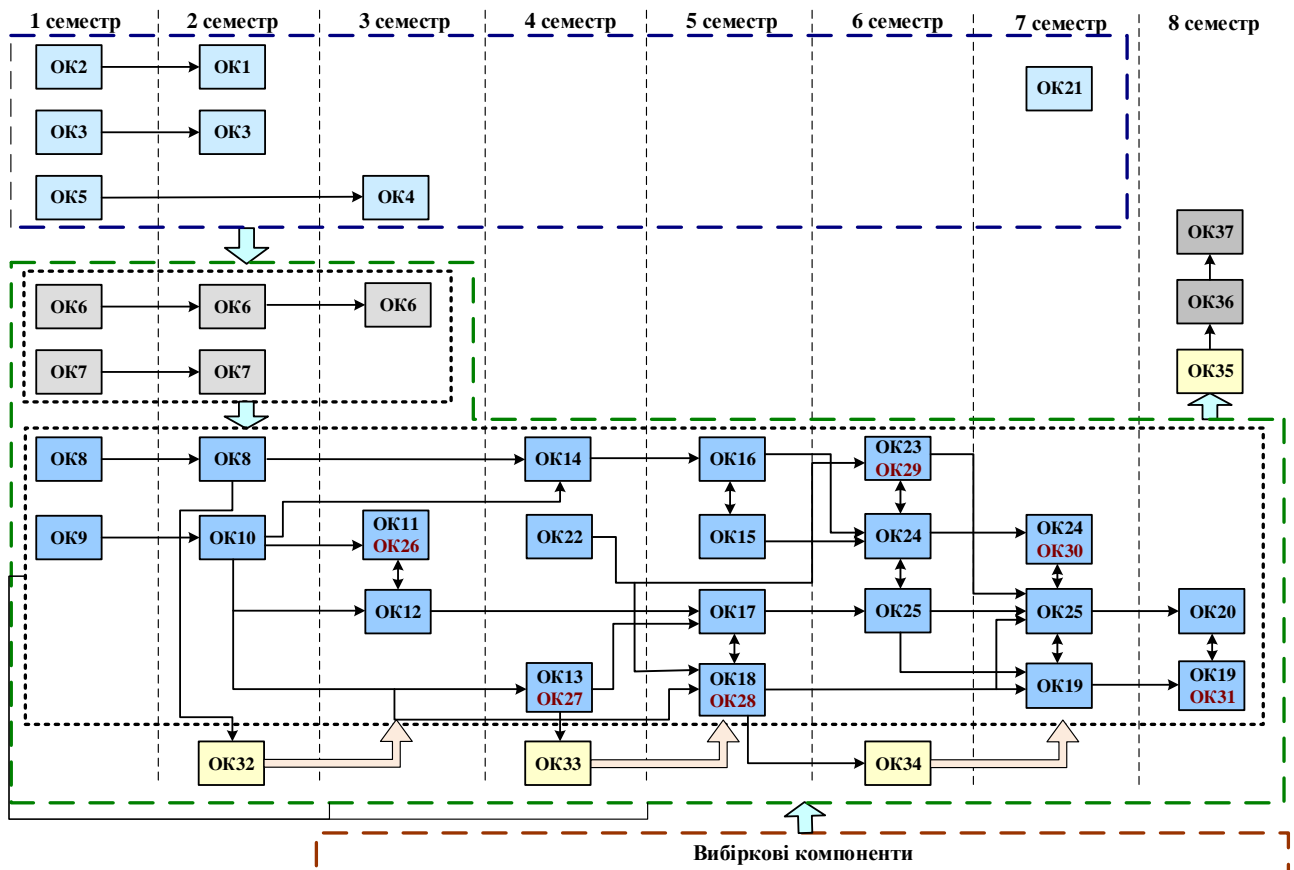 1 семестр
2 семестр
3 семестр
4 семестр
5 семестр
6 семестр
7 семестр
8 семестр
ОК2
ОК1
ОК21
ОК3
ОК3
ОК5
ОК4
ОК37
ОК6
ОК6
ОК6
ОК36
ОК7
ОК7
ОК35
ОК8
ОК8
ОК14
ОК16
ОК23
ОК29
ОК9
ОК10
ОК11
ОК26
ОК22
ОК15
ОК24
ОК24
ОК30
ОК12
ОК17
ОК25
ОК25
ОК20
ОК13
ОК27
ОК18
ОК28
ОК19
ОК19
ОК31
ОК32
ОК33
ОК34
Вибіркові компоненти